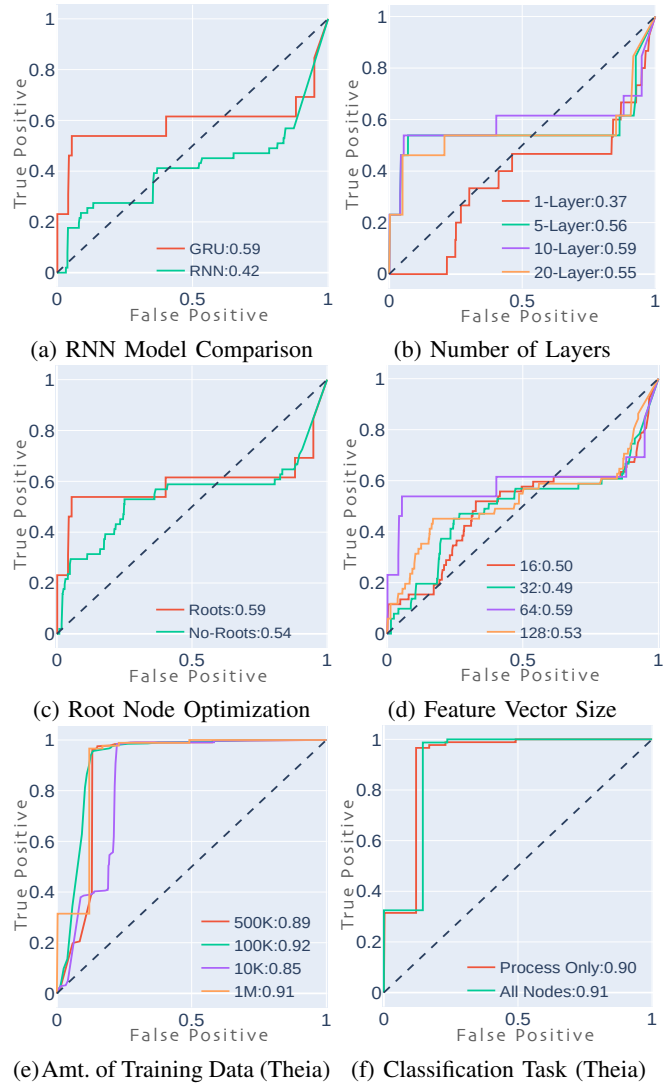 1
0.8
0.6
0.4
0.2
0
True Positive
GRU:0.59
RNN:0.42
0.5
1
False Positive
(a) RNN Model Comparison
1
0.8
0.6
0.4
0.2
0
True Positive
1-Layer:0.37
5-Layer:0.56
10-Layer:0.59
20-Layer:0.55
0
0.5
1
False Positive
(b) Number of Layers
1
0.8
0.6
0.4
0.2
0
True Positive
Roots:0.59
No-Roots:0.54
0
0.5
1
False Positive
(c) Root Node Optimization
1
0.8
0.6
0.4
0.2
0
True Positive
16:0.50
32:0.49
64:0.59
128:0.53
0
0.5
1
False Positive
(d) Feature Vector Size
1
0.8
0.6
0.4
0.2
0
True Positive
500K:0.89
100K:0.92
10K:0.85
1M:0.91
0
0.5
1
False Positive
(e) Amt. of Training Data (Theia)
1
0.8
0.6
0.4
0.2
0
True Positive
Process Only:0.90
All Nodes:0.91
0
0.5
1
False Positive
(f) Classification Task (Theia)